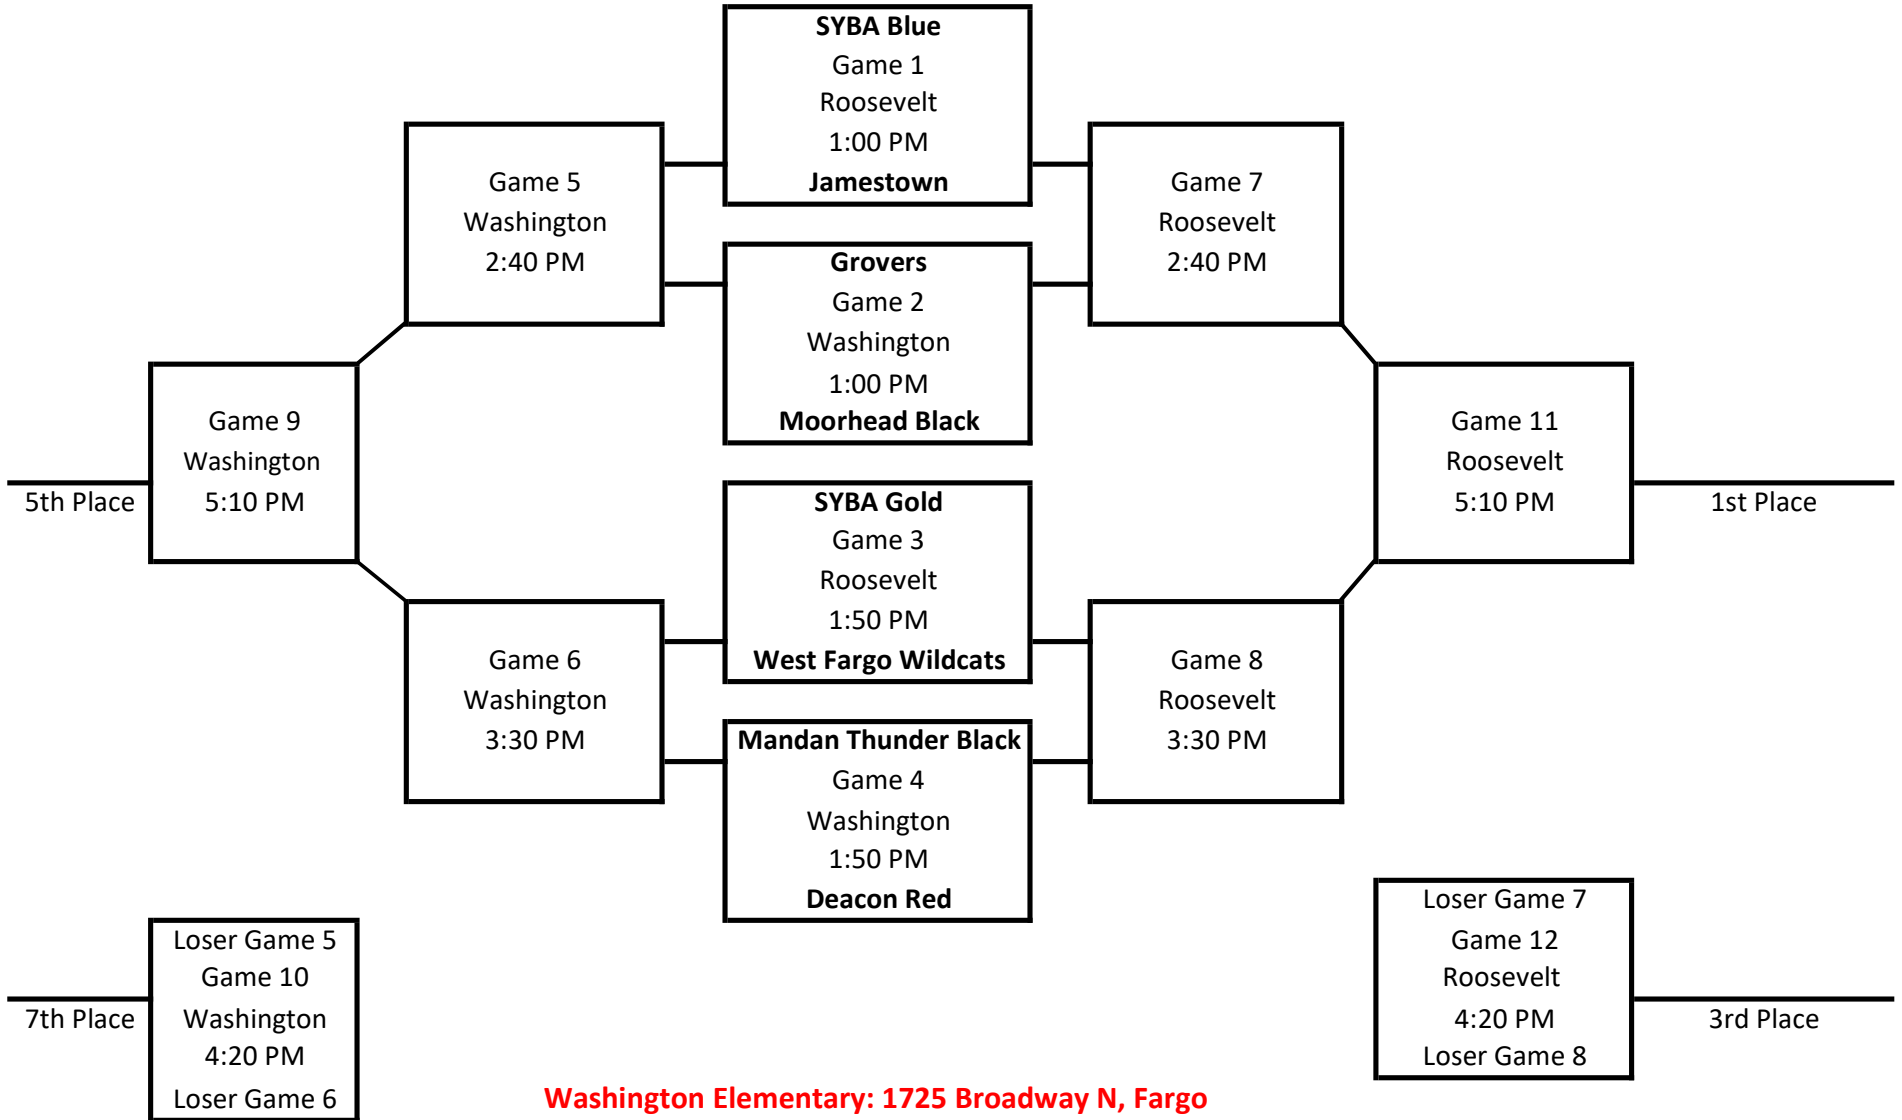 SYBA Blue
Game 1
Roosevelt
1:00 PM
Jamestown
Game 5
Washington
2:40 PM
Game 7
Roosevelt
2:40 PM
Grovers
Game 2
Washington
1:00 PM
Moorhead Black
Game 9
Washington
5:10 PM
5th Place
Game 11
Roosevelt
5:10 PM
1st Place
SYBA Gold
Game 3
Roosevelt
1:50 PM
West Fargo Wildcats
Game 6
Washington
3:30 PM
Game 8
Roosevelt
3:30 PM
Mandan Thunder Black
Game 4
Washington
1:50 PM
Deacon Red
Loser Game 5
Game 10
Washington
4:20 PM
Loser Game 6
7th Place
Loser Game 7
Game 12
Roosevelt
4:20 PM
Loser Game 8
3rd Place
Washington Elementary: 1725 Broadway N, Fargo